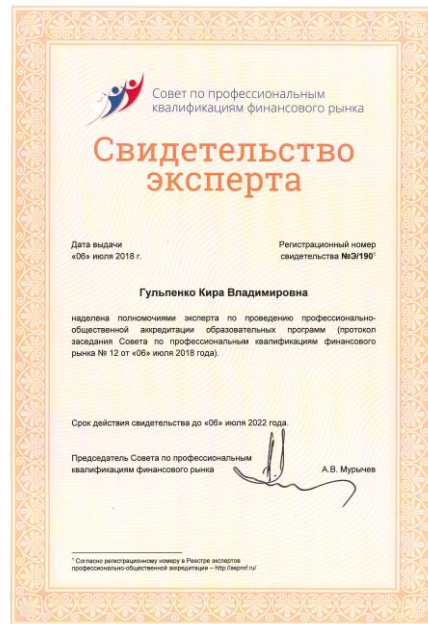 Совет по профессиональным
квалификациям финансового рынка
Свидетельство
эксперта
Дата выдачи
«06» июля 2018 г.
Регистрационный номер
свидетельства №Э/190¹
Гульпенко Кира Владимировна
наделена полномочиями эксперта по проведению профессионально-
общественной аккредитации образовательных программ (протокол
заседания Совета по профессиональным квалификациям финансового
рынка № 12 от «06» июля 2018 года).
Срок действия свидетельства до «06» июля 2022 года.
Председатель Совета по профессиональным
квалификациям финансового рынка
А.В. Мурычев
¹ Согласно регистрационному номеру в Реестре экспертов
профессионально-общественной аккредитации – http://aspref.ru/